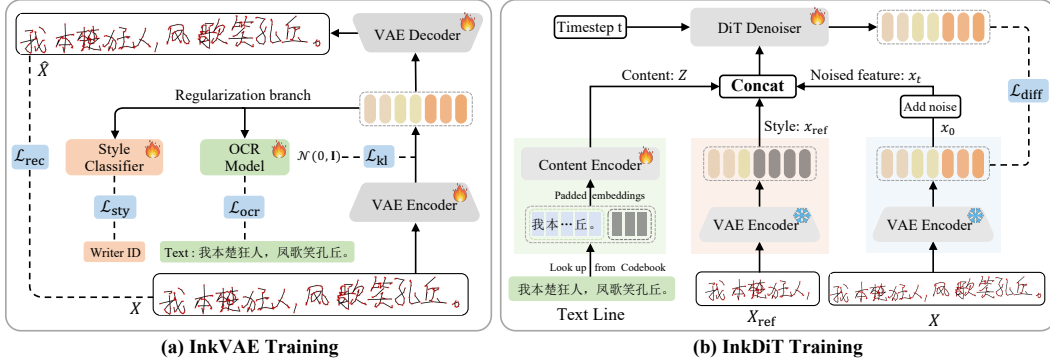 我本楚狂人,凤歌笑孔丘。
X̂
VAE Decoder
Regularization branch
ℒrec
Style Classifier
OCR Model
𝒩(0, I)
ℒkl
ℒsty
ℒocr
VAE Encoder
Writer ID
Text : 我本楚狂人，凤歌笑孔丘。
X
我本楚狂人,凤歌笑孔丘。
(a) InkVAE Training
Timestep t
DiT Denoiser
Content: Z
Concat
Noised feature: xt
ℒdiff
Add noise
Style: xref
x0
Content Encoder
Padded embeddings
我 本 … 丘 。
VAE Encoder
VAE Encoder
Look up from Codebook
我本楚狂人，凤歌笑孔丘。
我本楚狂人,
我本楚狂人,凤歌笑孔丘。
Text Line
Xref
X
(b) InkDiT Training